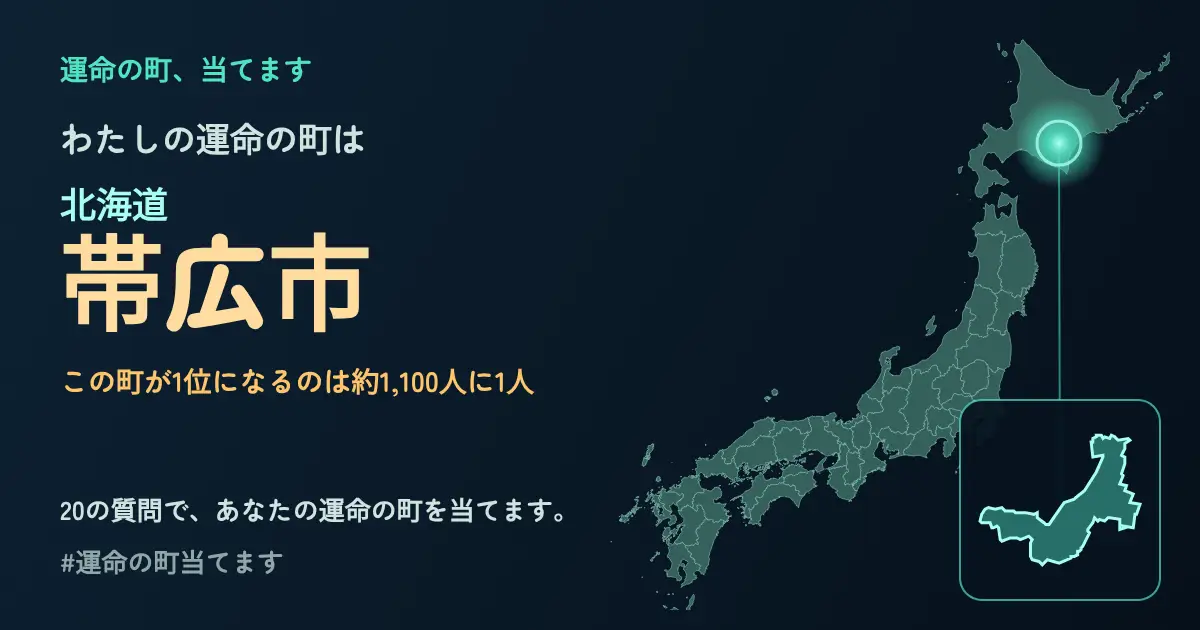 運命の町、当てます
わたしの運命の町は
北海道
帯広市
この町が1位になるのは約1,100人に1人
20の質問で、あなたの運命の町を当てます。
#運命の町当てます